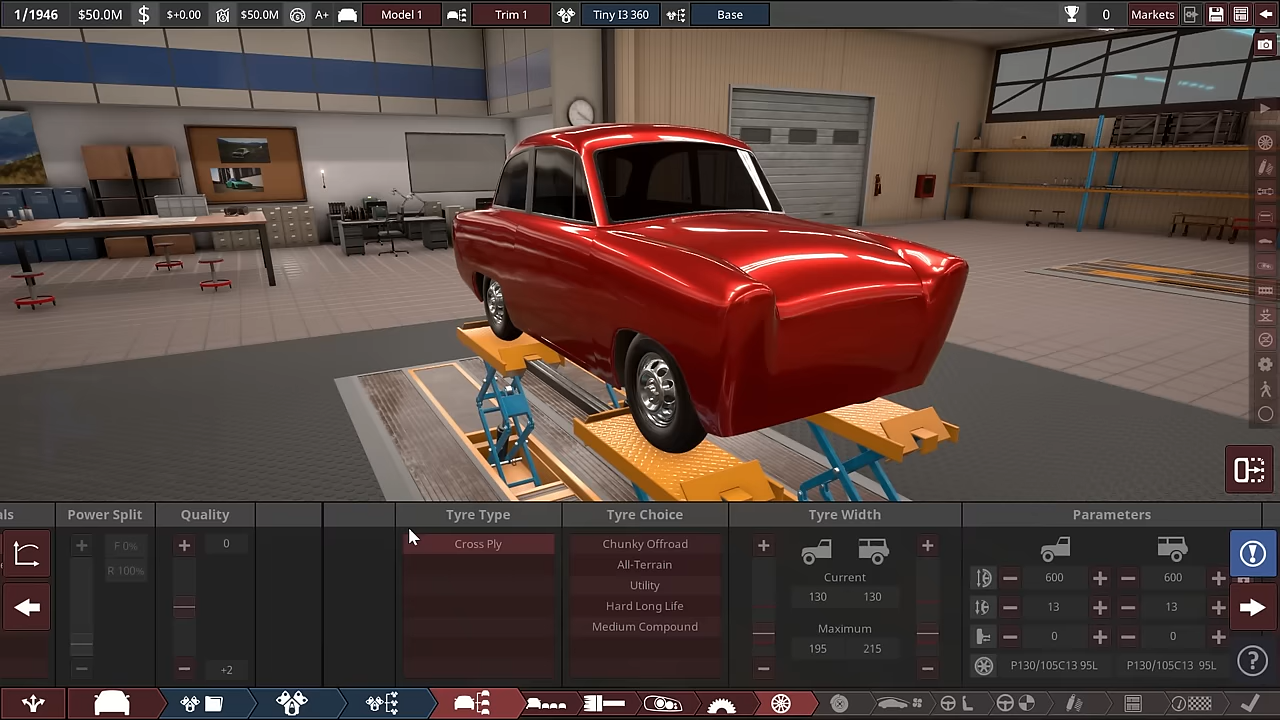 1/1946 $50.0M $+0.00 $50.0M A+ Model 1 Trim 1 Tiny I3 360 Base 0 Markets
ls Power Split Quality Tyre Type Tyre Choice Tyre Width Parameters
F 0%
R 100%
0
+2
Cross Ply
Chunky Offroad
All-Terrain
Utility
Hard Long Life
Medium Compound
Current
130 130
Maximum
195 215
600 600
13 13
0 0
P130/105C13 95L P130/105C13 95L